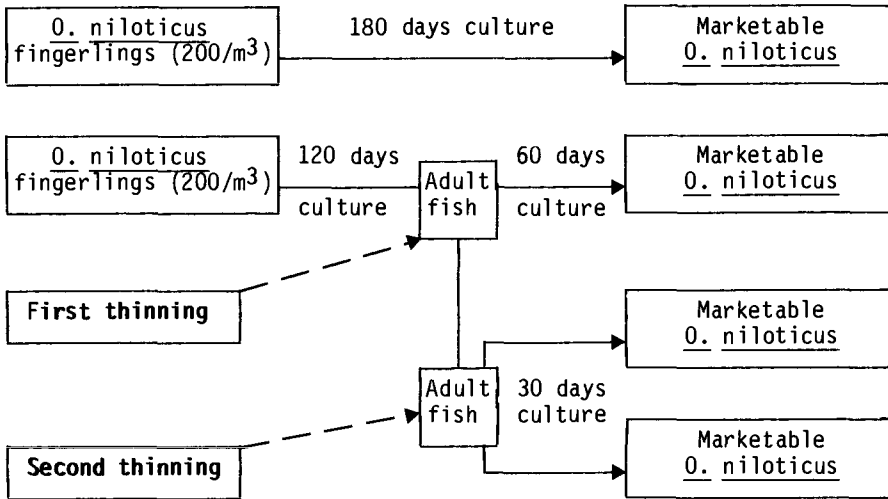 O. niloticus
fingerlings (200/m³)
180 days culture
Marketable
O. niloticus
O. niloticus
fingerlings (200/m³)
120 days
culture
Adult
fish
60 days
culture
Marketable
O. niloticus
First thinning
Marketable
O. niloticus
Adult
fish
30 days
culture
Second thinning
Marketable
O. niloticus